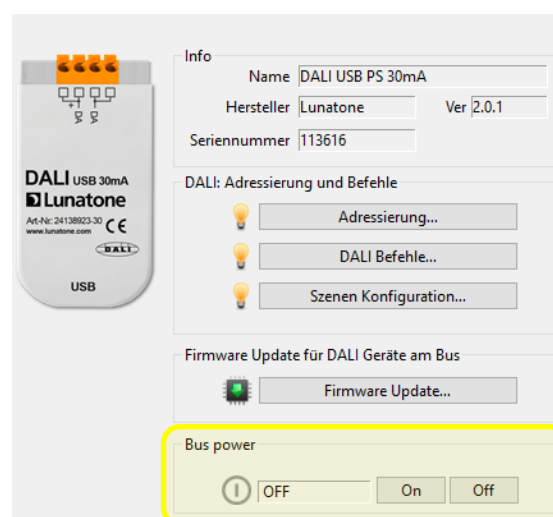 DALI USB 30mA
Lunatone
Art-Nr: 24138923-30 CE
www.lunatone.com
DALI
USB
Info
Name DALI USB PS 30mA
Hersteller Lunatone Ver 2.0.1
Seriennummer 113616
DALI: Adressierung und Befehle
Adressierung...
DALI Befehle...
Szenen Konfiguration...
Firmware Update für DALI Geräte am Bus
Firmware Update...
Bus power
OFF On Off